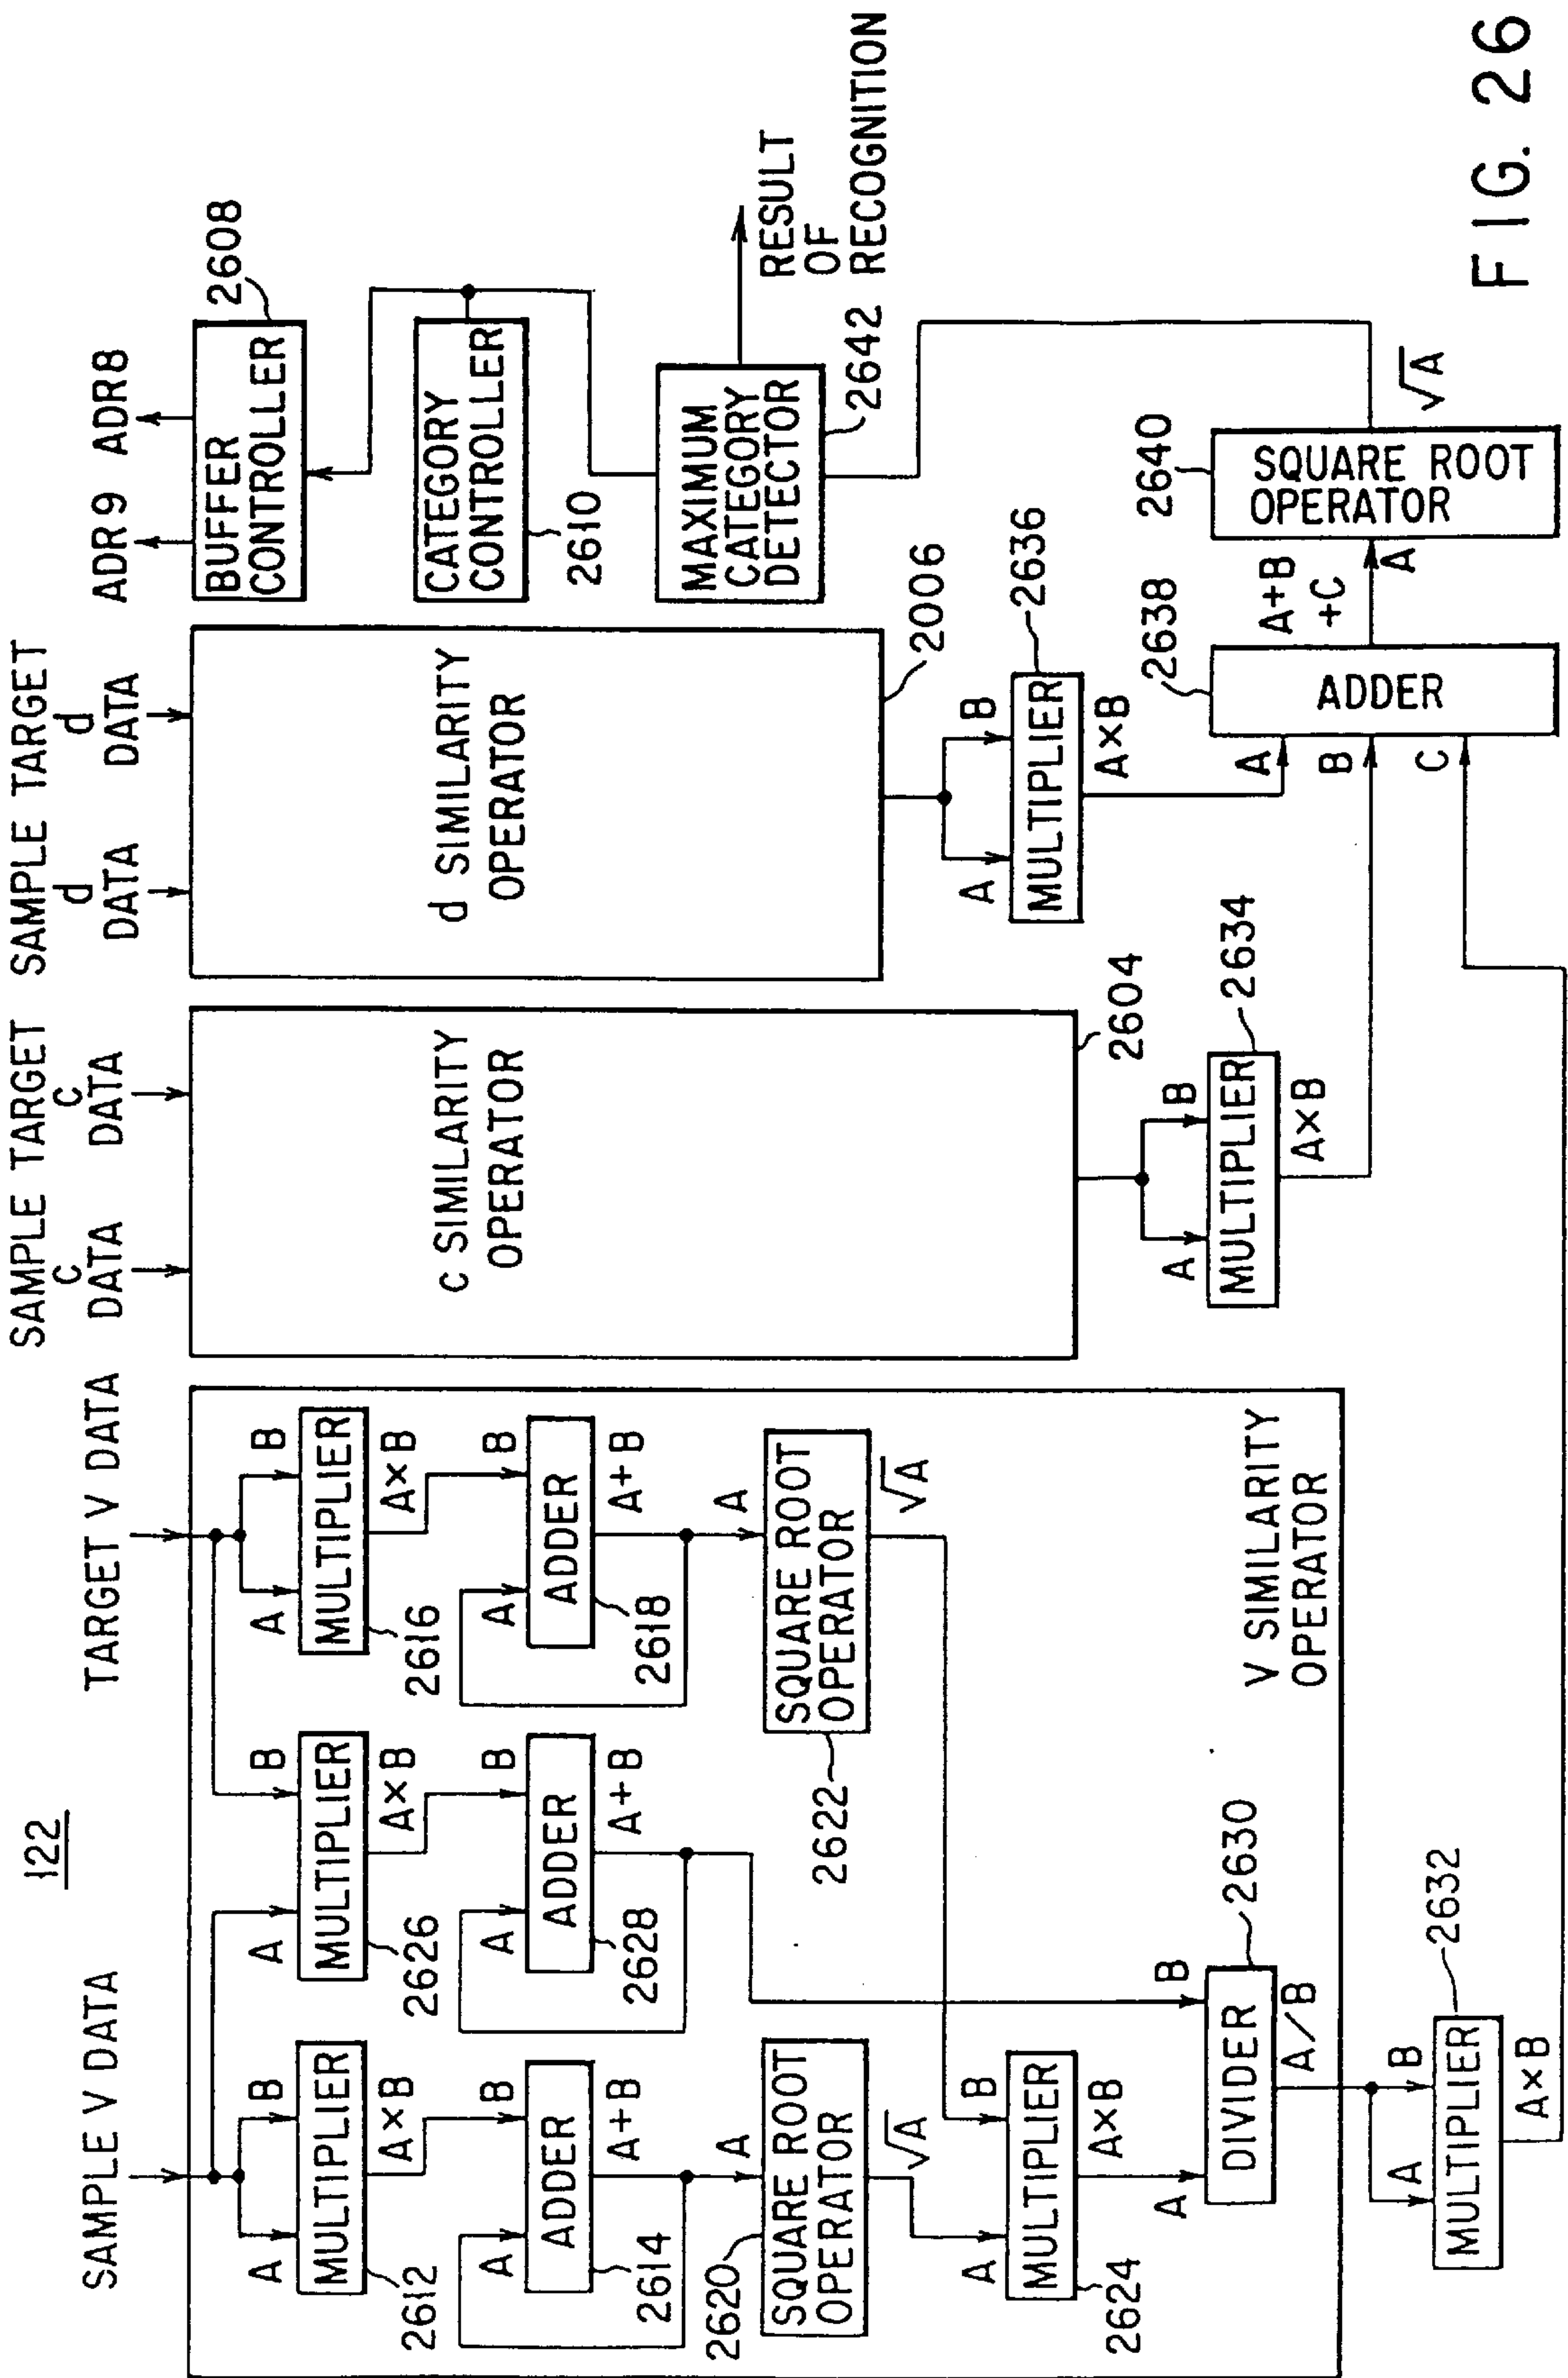 122
SAMPLE V DATA
TARGET V DATA
SAMPLE TARGET
c c
DATA DATA
SAMPLE TARGET
d d
DATA DATA
ADR9 ADR8
A B
MULTIPLIER
A×B
2612
A B
MULTIPLIER
A×B
2626
A B
MULTIPLIER
A×B
2616
A B
ADDER
A+B
2614
A B
ADDER
A+B
2628
A B
ADDER
A+B
2618
A
SQUARE ROOT
OPERATOR
√A
2620
A
SQUARE ROOT
OPERATOR
√A
2622
A B
MULTIPLIER
A×B
2624
A B
DIVIDER
A/B
2630
V SIMILARITY
OPERATOR
A B
MULTIPLIER
A×B
2632
c SIMILARITY
OPERATOR
2604
A B
MULTIPLIER
A×B
2634
d SIMILARITY
OPERATOR
2006
A B
MULTIPLIER
A×B
2636
BUFFER
CONTROLLER
2608
CATEGORY
CONTROLLER
2610
MAXIMUM
CATEGORY
DETECTOR
2642
RESULT
OF
RECOGNITION
A
B
C
ADDER
2638
A+B
+C
A
SQUARE ROOT
OPERATOR
2640
√A
FIG. 26